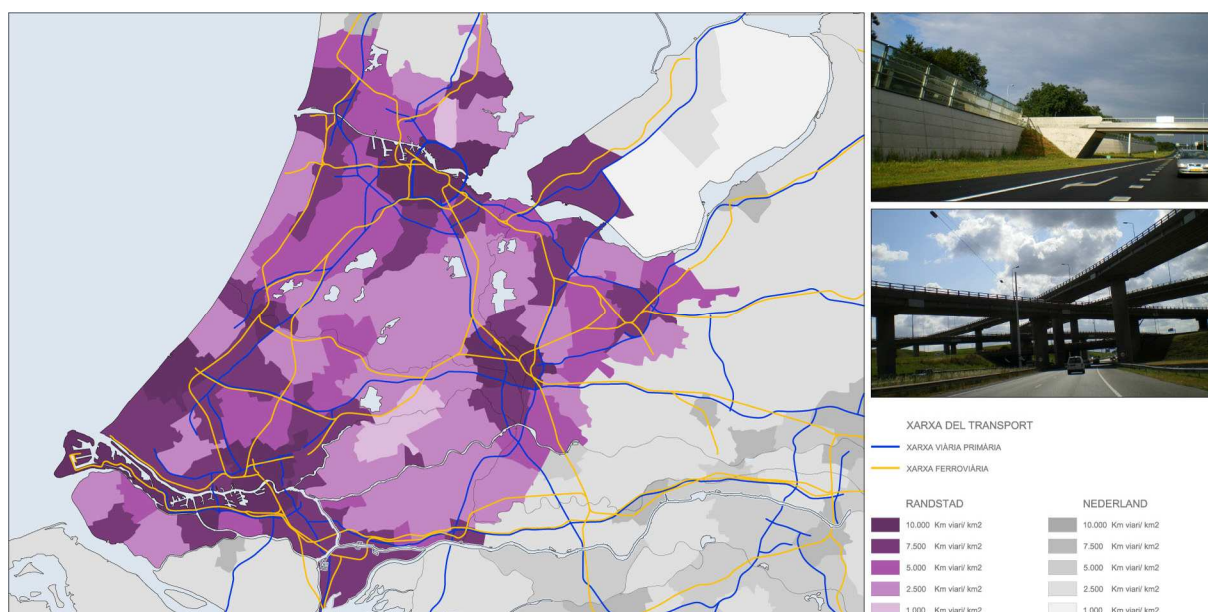 XARXA DEL TRANSPORT
XARXA VIÀRIA PRIMÀRIA
XARXA FERROVIÀRIA
RANDSTAD
10.000 Km viari/ km2
7.500 Km viari/ km2
5.000 Km viari/ km2
2.500 Km viari/ km2
1.000 Km viari/ km2
NEDERLAND
10.000 Km viari/ km2
7.500 Km viari/ km2
5.000 Km viari/ km2
2.500 Km viari/ km2
1.000 Km viari/ km2